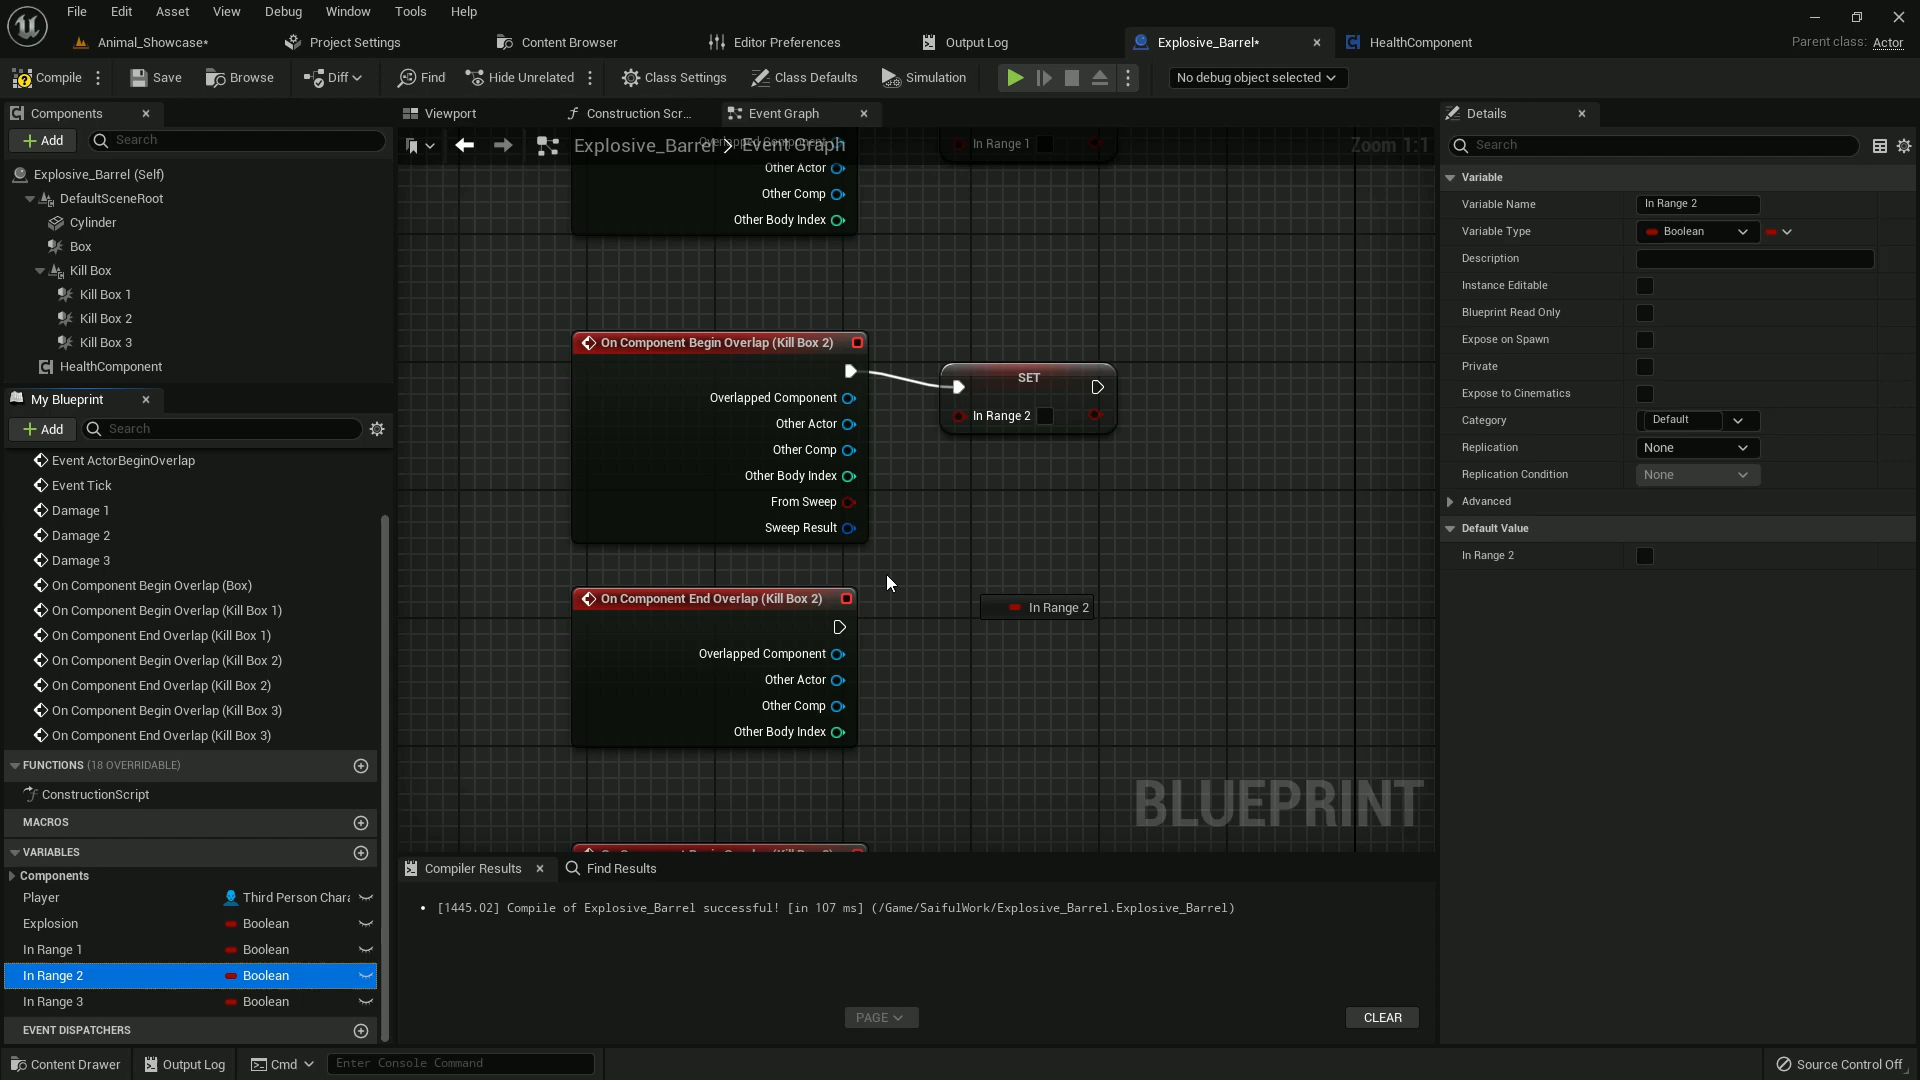 File Edit Asset View Debug Window Tools Help
Animal_Showcase* Project Settings Content Browser Editor Preferences Output Log Explosive_Barrel* HealthComponent Parent class: Actor
Compile Save Browse Diff Find Hide Unrelated Class Settings Class Defaults Simulation No debug object selected
Components Viewport Construction Scr... Event Graph Details
Add Search Explosive_Barrel > Event Graph Zoom 1:1 Search
Overlapped Component In Range 1
Explosive_Barrel (Self)
DefaultSceneRoot
Cylinder
Box
Kill Box
Kill Box 1
Kill Box 2
Kill Box 3
HealthComponent
My Blueprint
Add Search
Event ActorBeginOverlap
Event Tick
Damage 1
Damage 2
Damage 3
On Component Begin Overlap (Box)
On Component Begin Overlap (Kill Box 1)
On Component End Overlap (Kill Box 1)
On Component Begin Overlap (Kill Box 2)
On Component End Overlap (Kill Box 2)
On Component Begin Overlap (Kill Box 3)
On Component End Overlap (Kill Box 3)
FUNCTIONS (18 OVERRIDABLE)
ConstructionScript
MACROS
VARIABLES
Components
Player Third Person Chara
Explosion Boolean
In Range 1 Boolean
In Range 2 Boolean
In Range 3 Boolean
EVENT DISPATCHERS
Other Actor
Other Comp
Other Body Index
On Component Begin Overlap (Kill Box 2)
Overlapped Component
Other Actor
Other Comp
Other Body Index
From Sweep
Sweep Result
SET
In Range 2
On Component End Overlap (Kill Box 2)
Overlapped Component
Other Actor
Other Comp
Other Body Index
In Range 2
BLUEPRINT
On Component Begin Overlap (Kill Box 3)
Compiler Results Find Results
[1445.02] Compile of Explosive_Barrel successful! [in 107 ms] (/Game/SaifulWork/Explosive_Barrel.Explosive_Barrel)
PAGE CLEAR
Variable
Variable Name In Range 2
Variable Type Boolean
Description
Instance Editable
Blueprint Read Only
Expose on Spawn
Private
Expose to Cinematics
Category Default
Replication None
Replication Condition None
Advanced
Default Value
In Range 2
Content Drawer Output Log Cmd Enter Console Command Source Control Off